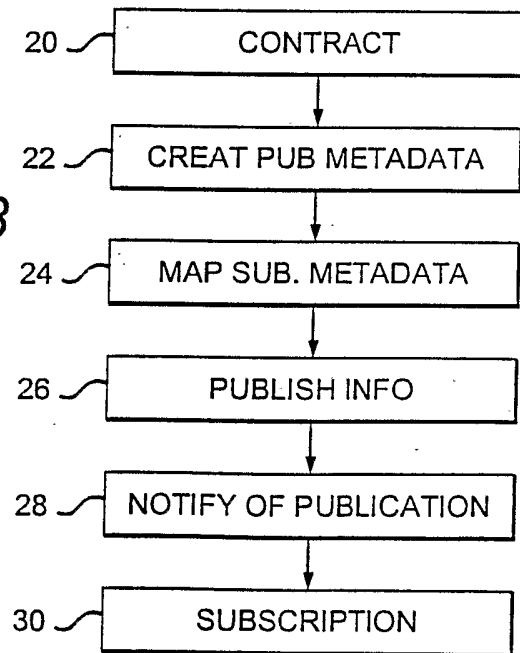 20 CONTRACT
22 CREAT PUB METADATA
24 MAP SUB. METADATA
26 PUBLISH INFO
28 NOTIFY OF PUBLICATION
30 SUBSCRIPTION